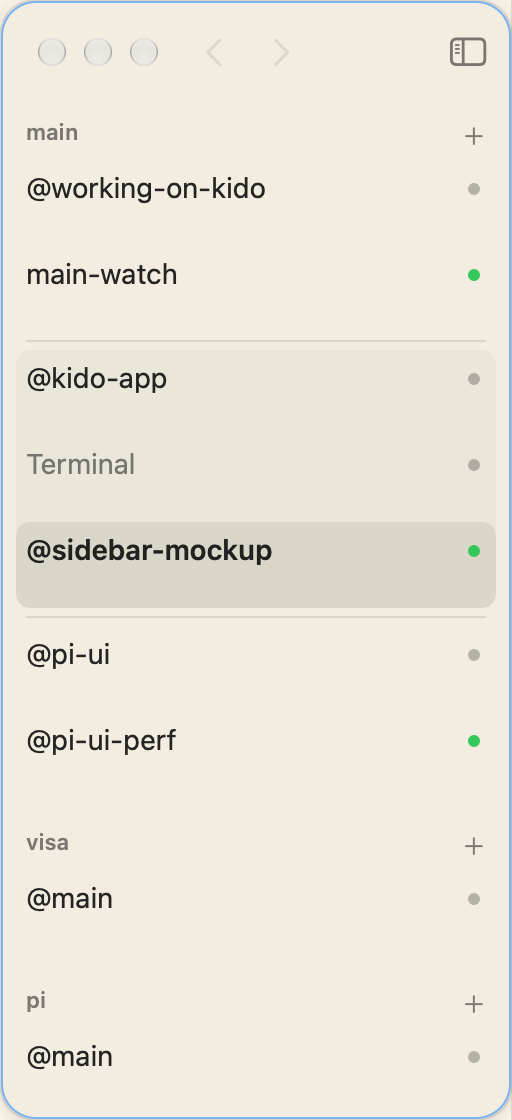 main
@working-on-kido
main-watch
@kido-app
Terminal
@sidebar-mockup
@pi-ui
@pi-ui-perf
visa
@main
pi
@main